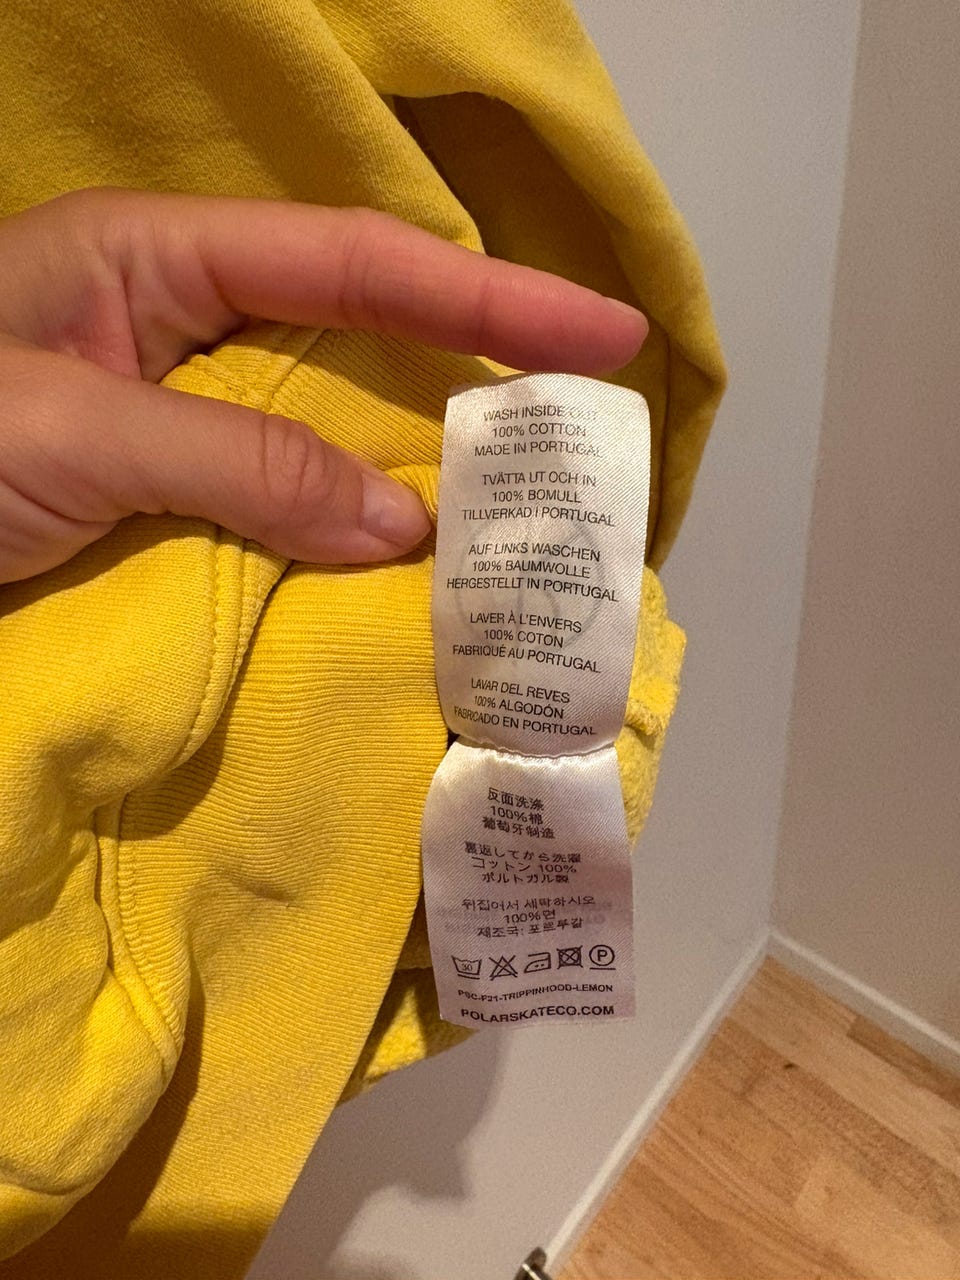 WASH INSIDE OUT
100% COTTON
MADE IN PORTUGAL
TVÄTTA UT OCH IN
100% BOMULL
TILLVERKAD I PORTUGAL
AUF LINKS WASCHEN
100% BAUMWOLLE
HERGESTELLT IN PORTUGAL
LAVER À L'ENVERS
100% COTON
FABRIQUÉ AU PORTUGAL
LAVAR DEL REVES
100% ALGODÓN
FABRICADO EN PORTUGAL
反面洗涤
100%棉
葡萄牙制造
裏返してから洗濯
コットン 100%
ポルトガル製
뒤집어서 세탁하시오
100%면
제조국: 포르투갈
30
P
PSC-F21-TRIPPINHOOD-LEMON
POLARSKATECO.COM